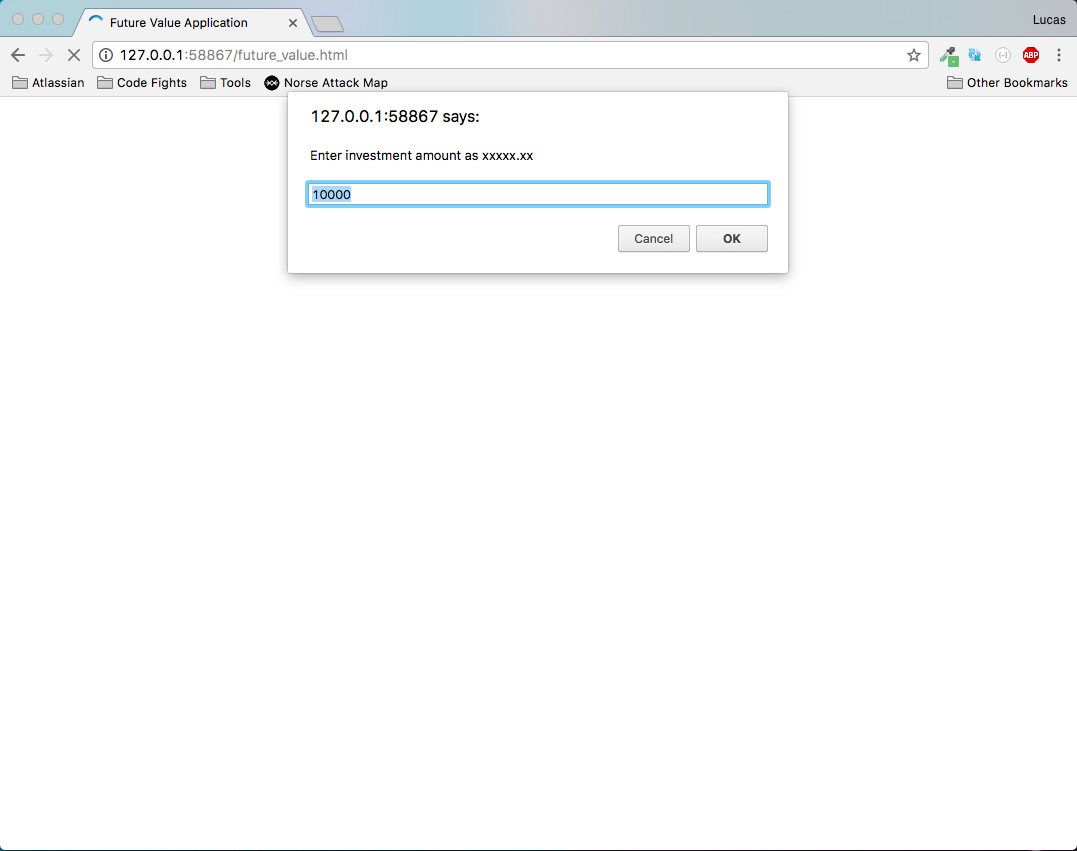 Future Value Application
Lucas
127.0.0.1:58867/future_value.html
ABP
Atlassian Code Fights Tools Norse Attack Map Other Bookmarks
127.0.0.1:58867 says:
Enter investment amount as xxxxx.xx
10000
Cancel OK